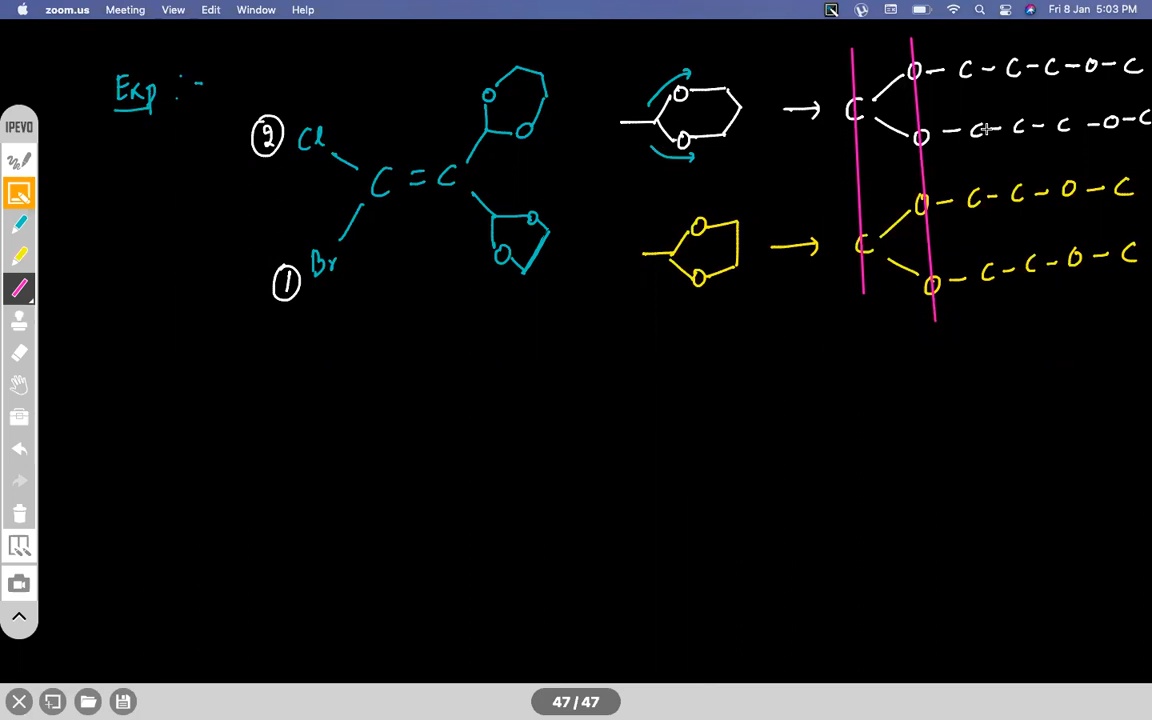 zoom.us Meeting View Edit Window Help Fri 8 Jan 5:03 PM
IPEVO
Exp :-
② Cl
C = C
① Br
O
O
O
O
O
O
→ C
O - C - C - C - O - C
O - C - C - C - O - C
O
O
→ C
O - C - C - O - C
O - C - C - O - C
47/47